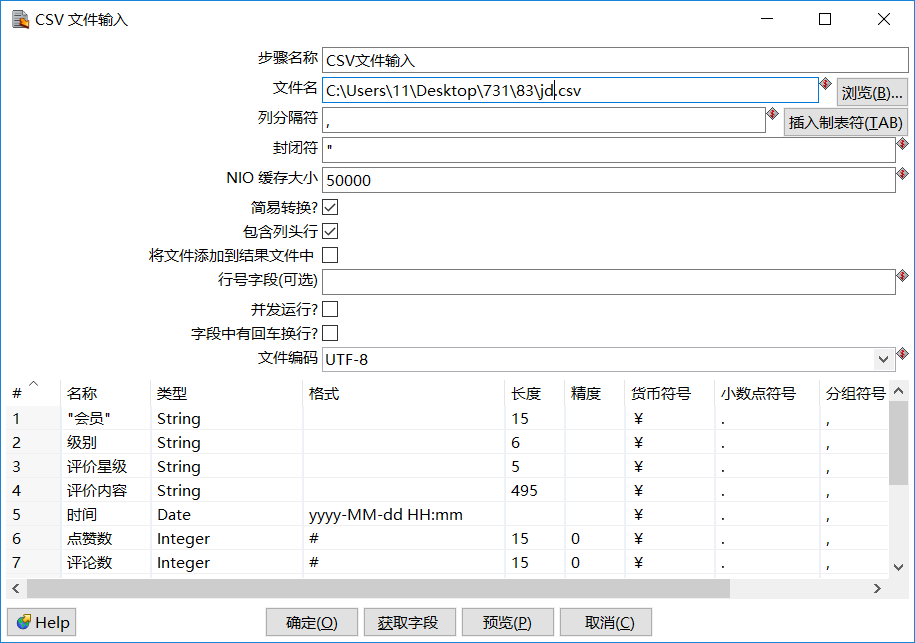 CSV 文件输入
步骤名称 CSV文件输入
文件名 C:\Users\11\Desktop\731\83\jd.csv 浏览(B)...
列分隔符 , 插入制表符(TAB)
封闭符 "
NIO 缓存大小 50000
简易转换?
包含列头行
将文件添加到结果文件中
行号字段(可选)
并发运行?
字段中有回车换行?
文件编码 UTF-8
# 名称 类型 格式 长度 精度 货币符号 小数点符号 分组符号
1 "会员" String 15 ¥ . ,
2 级别 String 6 ¥ . ,
3 评价星级 String 5 ¥ . ,
4 评价内容 String 495 ¥ . ,
5 时间 Date yyyy-MM-dd HH:mm ¥ . ,
6 点赞数 Integer # 15 0 ¥ . ,
7 评论数 Integer # 15 0 ¥ . ,
Help 确定(O) 获取字段 预览(P) 取消(C)